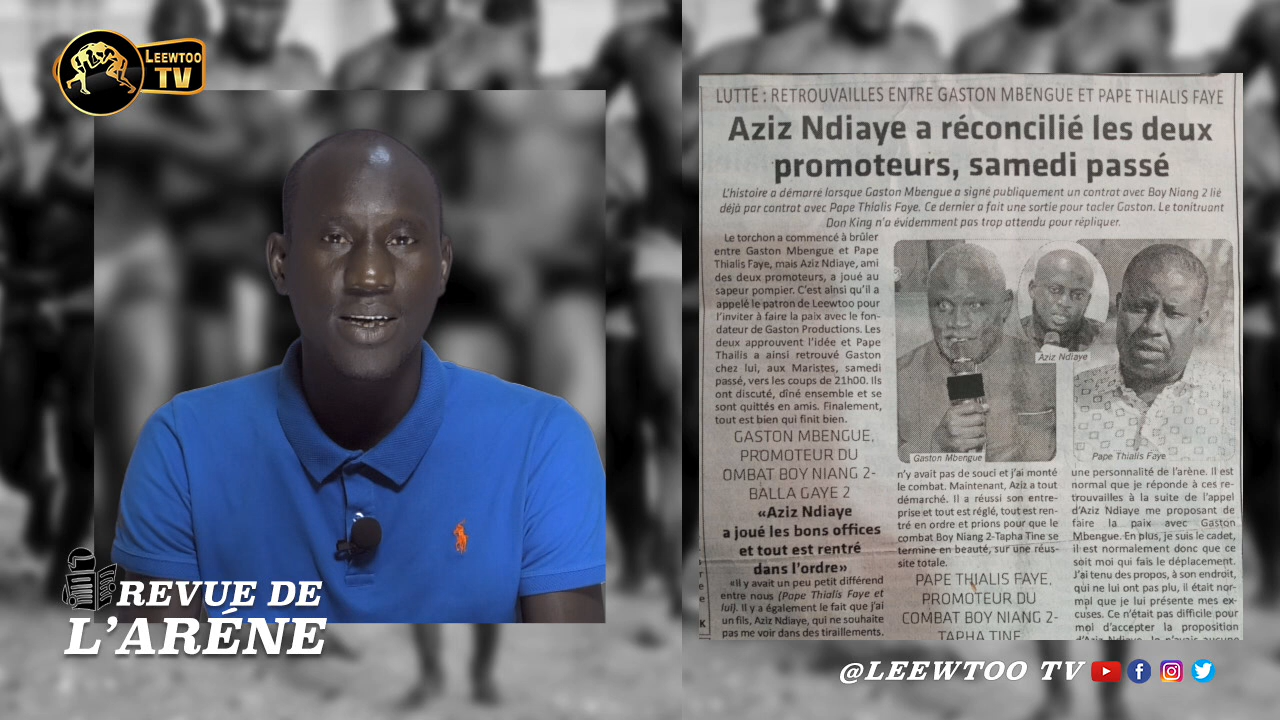 LEEWTOO
TV
LUTTE : RETROUVAILLES ENTRE GASTON MBENGUE ET PAPE THIALIS FAYE
Aziz Ndiaye a réconcilié les deux
promoteurs, samedi passé
L'histoire a démarré lorsque Gaston Mbengue a signé publiquement un contrat avec Boy Niang 2 lié
déjà par contrat avec Pape Thialis Faye. Ce dernier a fait une sortie pour tacler Gaston. Le tonitruant
Don King n'a évidemment pas trop attendu pour répliquer.
Le torchon a commencé à brûler
entre Gaston Mbengue et Pape
Thialis Faye, mais Aziz Ndiaye, ami
des deux promoteurs, a joué au
sapeur pompier. C'est ainsi qu'il a
appelé le patron de Leewtoo pour
l'inviter à faire la paix avec le fon-
dateur de Gaston Productions. Les
deux approuvent l'idée et Pape
Thailis a ainsi retrouvé Gaston
chez lui, aux Maristes, samedi
passé, vers les coups de 21h00. Ils
ont discuté, dîné ensemble et se
sont quittés en amis. Finalement,
tout est bien qui finit bien.
GASTON MBENGUE,
PROMOTEUR DU
OMBAT BOY NIANG 2-
BALLA GAYE 2
«Aziz Ndiaye
a joué les bons offices
et tout est rentré
dans l'ordre»
«Il y avait un peu petit différend
entre nous (Pape Thialis Faye et
lui). Il y a également le fait que j'ai
un fils, Aziz Ndiaye, qui ne souhaite
pas me voir dans des tiraillements.
Aziz Ndiaye
Gaston Mbengue
Pape Thialis Faye
n'y avait pas de souci et j'ai monté
le combat. Maintenant, Aziz a tout
démarché. Il a réussi son entre-
prise et tout est réglé, tout est ren-
tré en ordre et prions pour que le
combat Boy Niang 2-Tapha Tine se
termine en beauté, sur une réus-
site totale.
PAPE THIALIS FAYE,
PROMOTEUR DU
COMBAT BOY NIANG 2-
TAPHA TINE
une personnalité de l'arène. Il est
normal que je réponde à ces re-
trouvailles à la suite de l'appel
d'Aziz Ndiaye me proposant de
faire la paix avec Gaston
Mbengue. En plus, je suis le cadet,
il est normalement donc que ce
soit moi qui fais le déplacement.
J'ai tenu des propos, à son endroit,
qui ne lui ont pas plu, il était nor-
mal que je lui présente mes ex-
cuses. Ce n'était pas difficile pour
moi d'accepter la proposition
REVUE DE
L'ARÉNE
@LEEWTOO TV